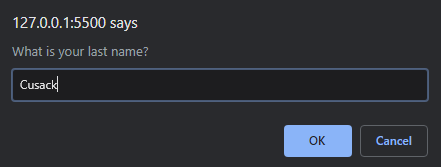 127.0.0.1:5500 says
What is your last name?
Cusack
OK Cancel